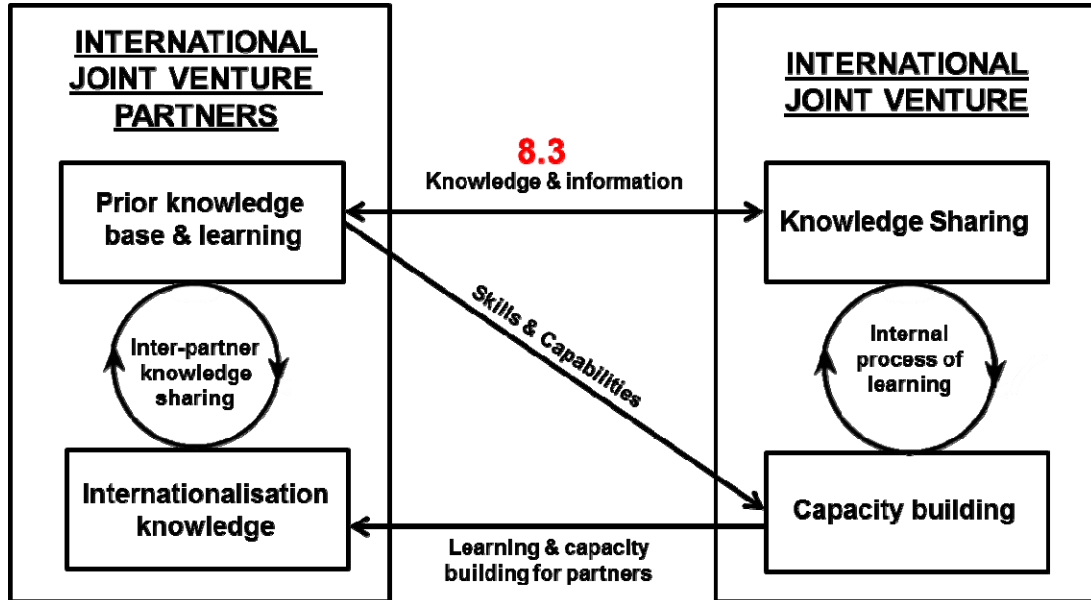 INTERNATIONAL
JOINT VENTURE
PARTNERS
Prior knowledge
base & learning
Inter-partner
knowledge
sharing
Internationalisation
knowledge
8.3
Knowledge & information
Skills & Capabilities
Learning & capacity
building for partners
INTERNATIONAL
JOINT VENTURE
Knowledge Sharing
Internal
process of
learning
Capacity building